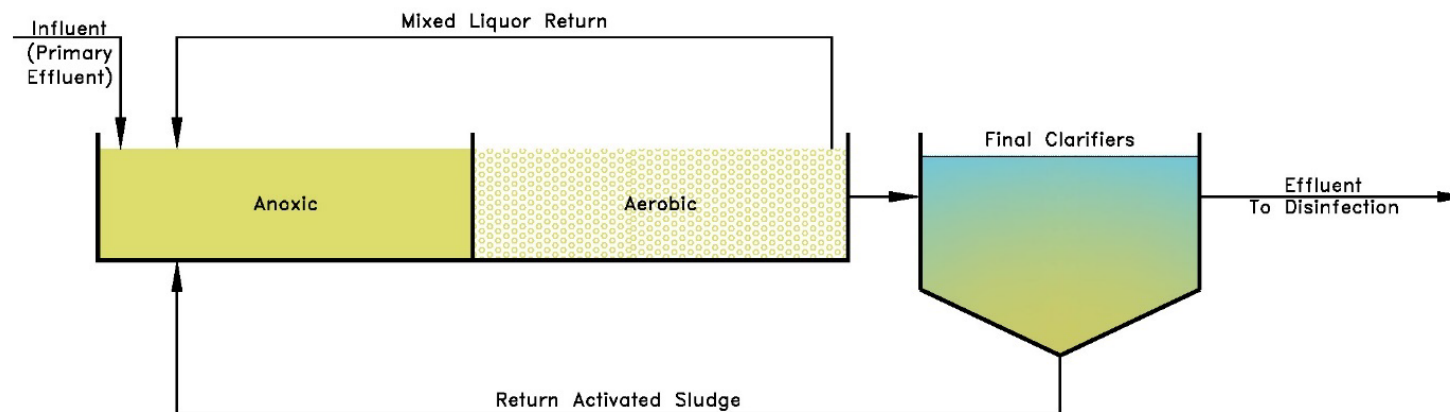 Influent
(Primary
Effluent)
Mixed Liquor Return
Anoxic
Aerobic
Final Clarifiers
Effluent
To Disinfection
Return Activated Sludge